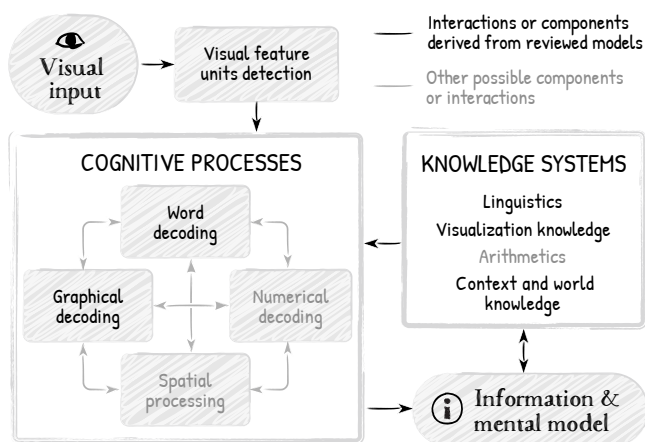 Visual
input
Visual feature
units detection
Interactions or components
derived from reviewed models
Other possible components
or interactions
COGNITIVE PROCESSES
Word
decoding
Graphical
decoding
Numerical
decoding
Spatial
processing
KNOWLEDGE SYSTEMS
Linguistics
Visualization knowledge
Arithmetics
Context and world
knowledge
Information &
mental model